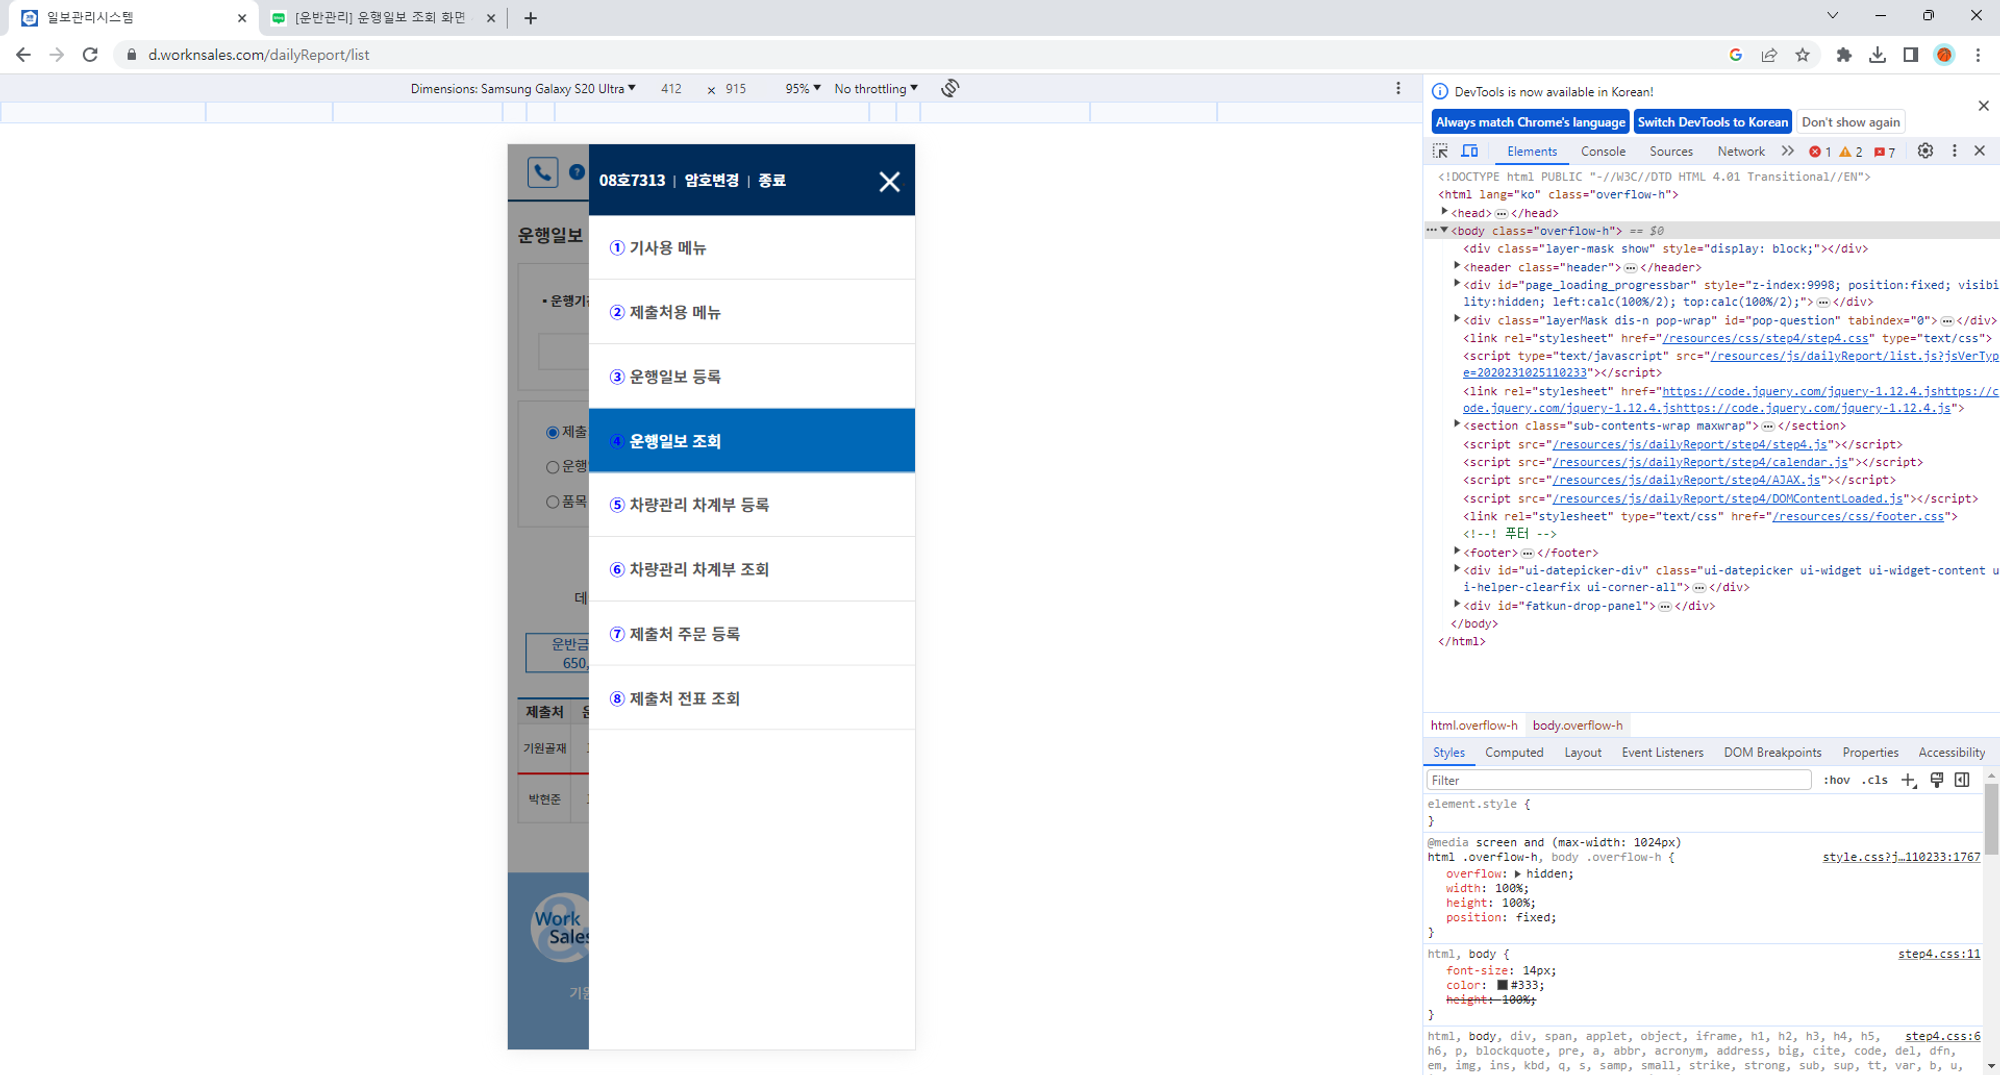 일보관리시스템
[운반관리] 운행일보 조회 화면
d.worknsales.com/dailyReport/list
Dimensions: Samsung Galaxy S20 Ultra 412 × 915 95% No throttling
운행일보
▪ 운행기
제출
운행
품목
데
운반금
650,
제출처
기원골재
박현준
Work
Sales
&
기원
08호7313 | 암호변경 | 종료
① 기사용 메뉴
② 제출처용 메뉴
③ 운행일보 등록
④ 운행일보 조회
⑤ 차량관리 차계부 등록
⑥ 차량관리 차계부 조회
⑦ 제출처 주문 등록
⑧ 제출처 전표 조회
DevTools is now available in Korean!
Always match Chrome's language Switch DevTools to Korean Don't show again
Elements Console Sources Network 1 2 7
<!DOCTYPE html PUBLIC "-//W3C//DTD HTML 4.01 Transitional//EN">
<html lang="ko" class="overflow-h">
<head>…</head>
<body class="overflow-h"> == $0
<div class="layer-mask show" style="display: block;"></div>
<header class="header">…</header>
<div id="page_loading_progressbar" style="z-index:9998; position:fixed; visibi
lity:hidden; left:calc(100%/2); top:calc(100%/2);">…</div>
<div class="layerMask dis-n pop-wrap" id="pop-question" tabindex="0">…</div>
<link rel="stylesheet" href="/resources/css/step4/step4.css" type="text/css">
<script type="text/javascript" src="/resources/js/dailyReport/list.js?jsVerTyp
e=2020231025110233"></script>
<link rel="stylesheet" href="https://code.jquery.com/jquery-1.12.4.jshttps://c
ode.jquery.com/jquery-1.12.4.jshttps://code.jquery.com/jquery-1.12.4.js">
<section class="sub-contents-wrap maxwrap">…</section>
<script src="/resources/js/dailyReport/step4/step4.js"></script>
<script src="/resources/js/dailyReport/step4/calendar.js"></script>
<script src="/resources/js/dailyReport/step4/AJAX.js"></script>
<script src="/resources/js/dailyReport/step4/DOMContentLoaded.js"></script>
<link rel="stylesheet" type="text/css" href="/resources/css/footer.css">
<!--! 푸터 -->
<footer>…</footer>
<div id="ui-datepicker-div" class="ui-datepicker ui-widget ui-widget-content u
i-helper-clearfix ui-corner-all">…</div>
<div id="fatkun-drop-panel">…</div>
</body>
</html>
html.overflow-h body.overflow-h
Styles Computed Layout Event Listeners DOM Breakpoints Properties Accessibility
Filter :hov .cls
element.style {
}
@media screen and (max-width: 1024px)
html .overflow-h, body .overflow-h { style.css?j…110233:1767
overflow: hidden;
width: 100%;
height: 100%;
position: fixed;
}
html, body { step4.css:11
font-size: 14px;
color: #333;
height: 100%;
}
html, body, div, span, applet, object, iframe, h1, h2, h3, h4, h5, step4.css:6
h6, p, blockquote, pre, a, abbr, acronym, address, big, cite, code, del, dfn,
em, img, ins, kbd, q, s, samp, small, strike, strong, sub, sup, tt, var, b, u,